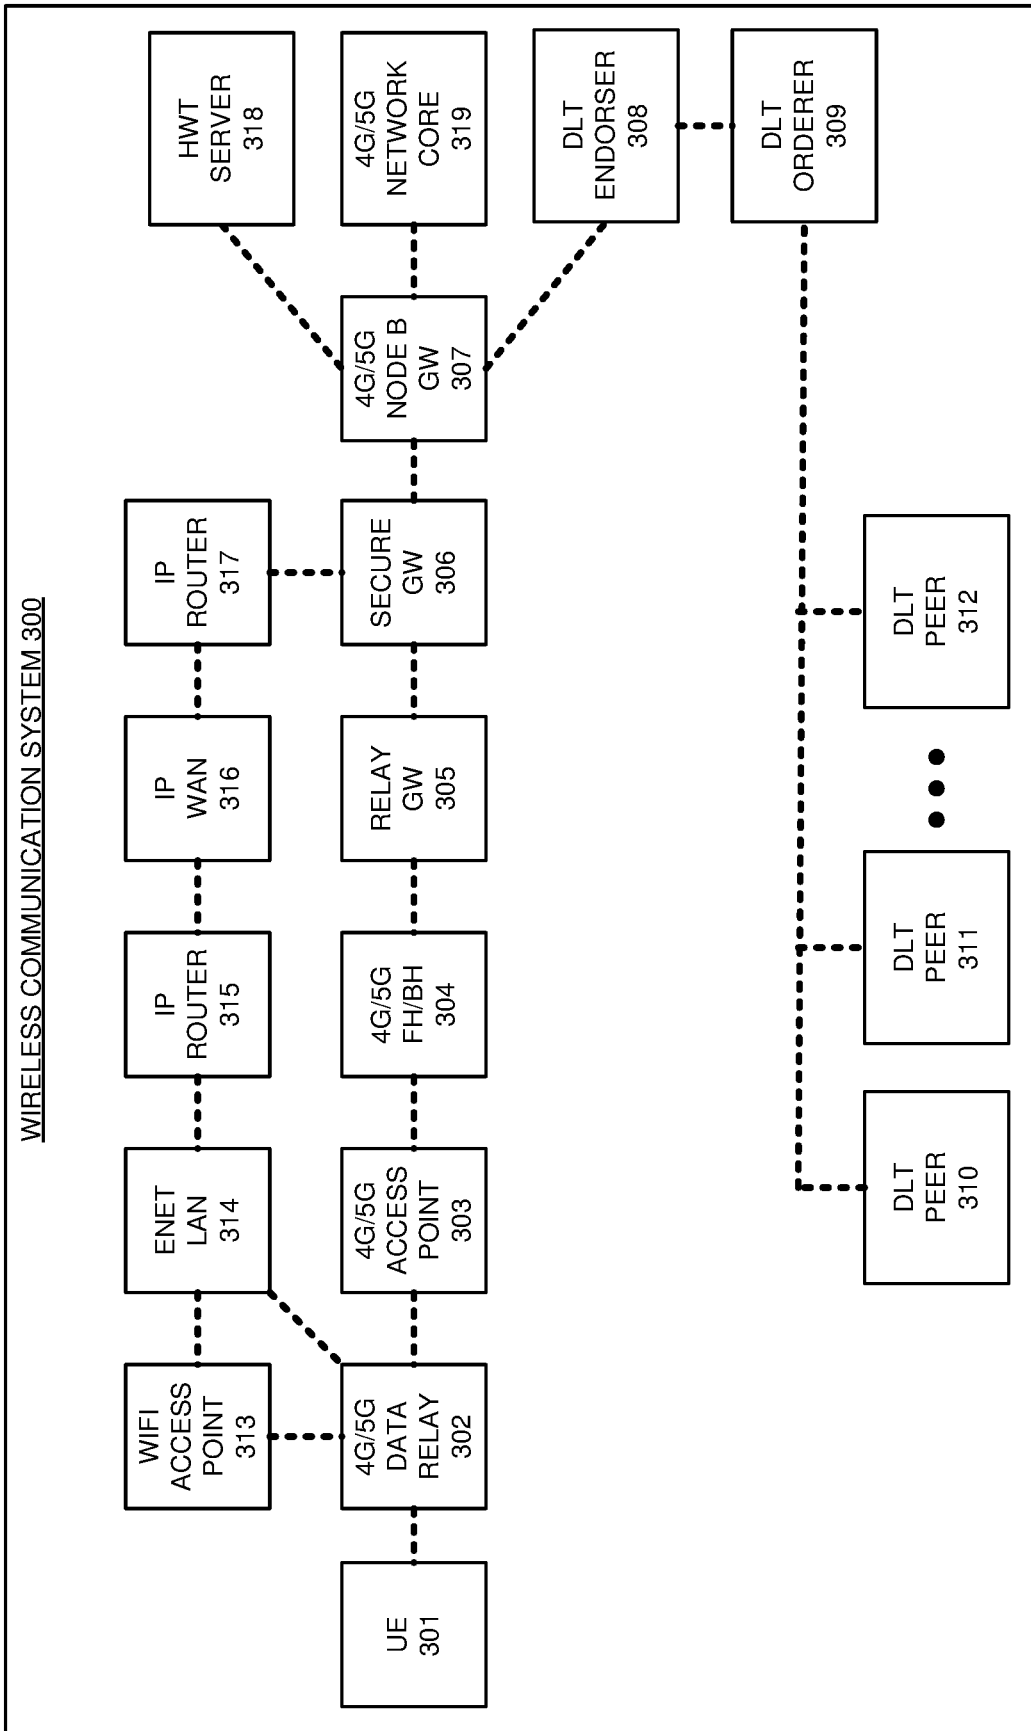 WIRELESS COMMUNICATION SYSTEM 300
WIFI
ACCESS
POINT
313
ENET
LAN
314
IP
ROUTER
315
IP
WAN
316
IP
ROUTER
317
HWT
SERVER
318
UE
301
4G/5G
DATA
RELAY
302
4G/5G
ACCESS
POINT
303
4G/5G
FH/BH
304
RELAY
GW
305
SECURE
GW
306
4G/5G
NODE B
GW
307
4G/5G
NETWORK
CORE
319
DLT
ENDORSER
308
DLT
ORDERER
309
DLT
PEER
310
DLT
PEER
311
DLT
PEER
312